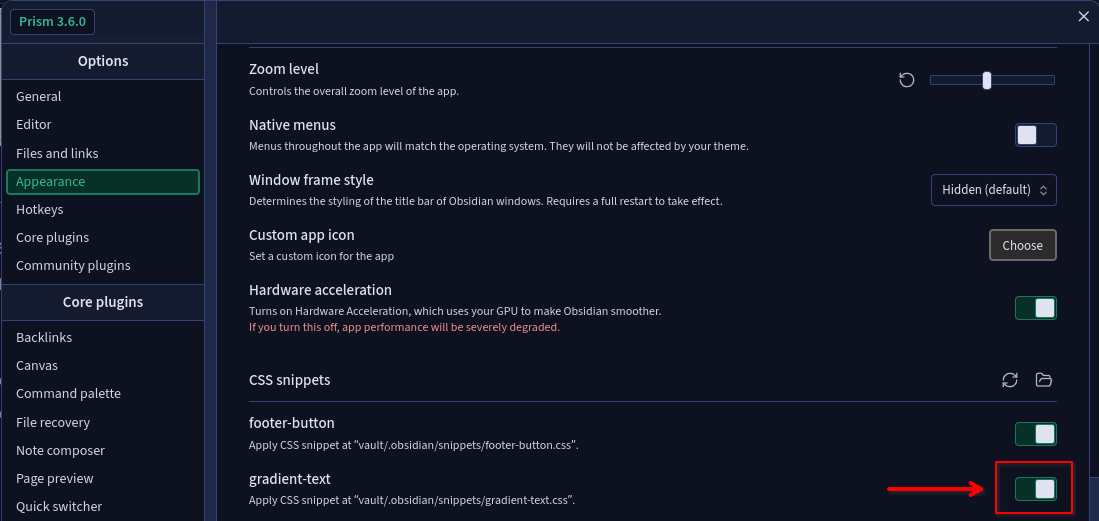 Prism 3.6.0
Options
General
Editor
Files and links
Appearance
Hotkeys
Core plugins
Community plugins
Core plugins
Backlinks
Canvas
Command palette
File recovery
Note composer
Page preview
Quick switcher
Zoom level
Controls the overall zoom level of the app.
Native menus
Menus throughout the app will match the operating system. They will not be affected by your theme.
Window frame style
Determines the styling of the title bar of Obsidian windows. Requires a full restart to take effect.
Hidden (default)
Custom app icon
Set a custom icon for the app
Choose
Hardware acceleration
Turns on Hardware Acceleration, which uses your GPU to make Obsidian smoother.
If you turn this off, app performance will be severely degraded.
CSS snippets
footer-button
Apply CSS snippet at “vault/.obsidian/snippets/footer-button.css”.
gradient-text
Apply CSS snippet at “vault/.obsidian/snippets/gradient-text.css”.